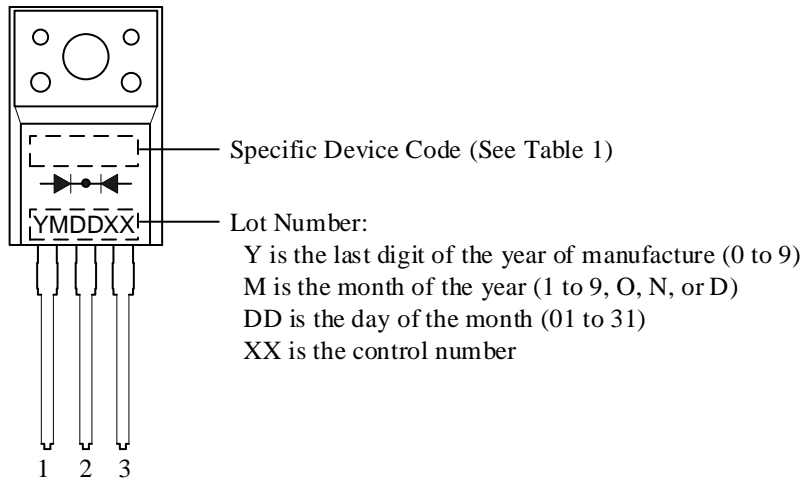 Specific Device Code (See Table 1)
YMDDXX
Lot Number:
Y is the last digit of the year of manufacture (0 to 9)
M is the month of the year (1 to 9, O, N, or D)
DD is the day of the month (01 to 31)
XX is the control number
1 2 3